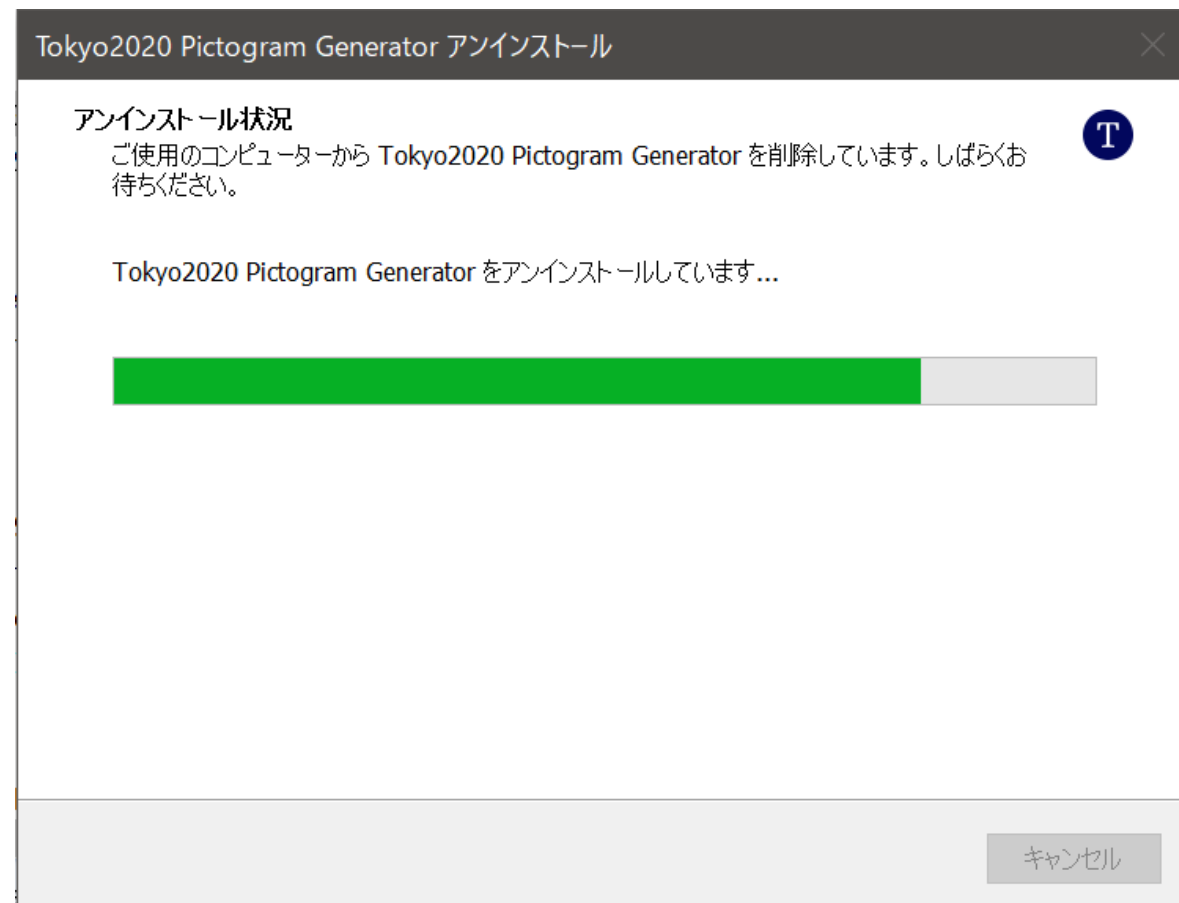 Tokyo2020 Pictogram Generator アンインストール
アンインストール状況
T
ご使用のコンピューターから Tokyo2020 Pictogram Generator を削除しています。しばらくお
待ちください。
Tokyo2020 Pictogram Generator をアンインストールしています...
キャンセル